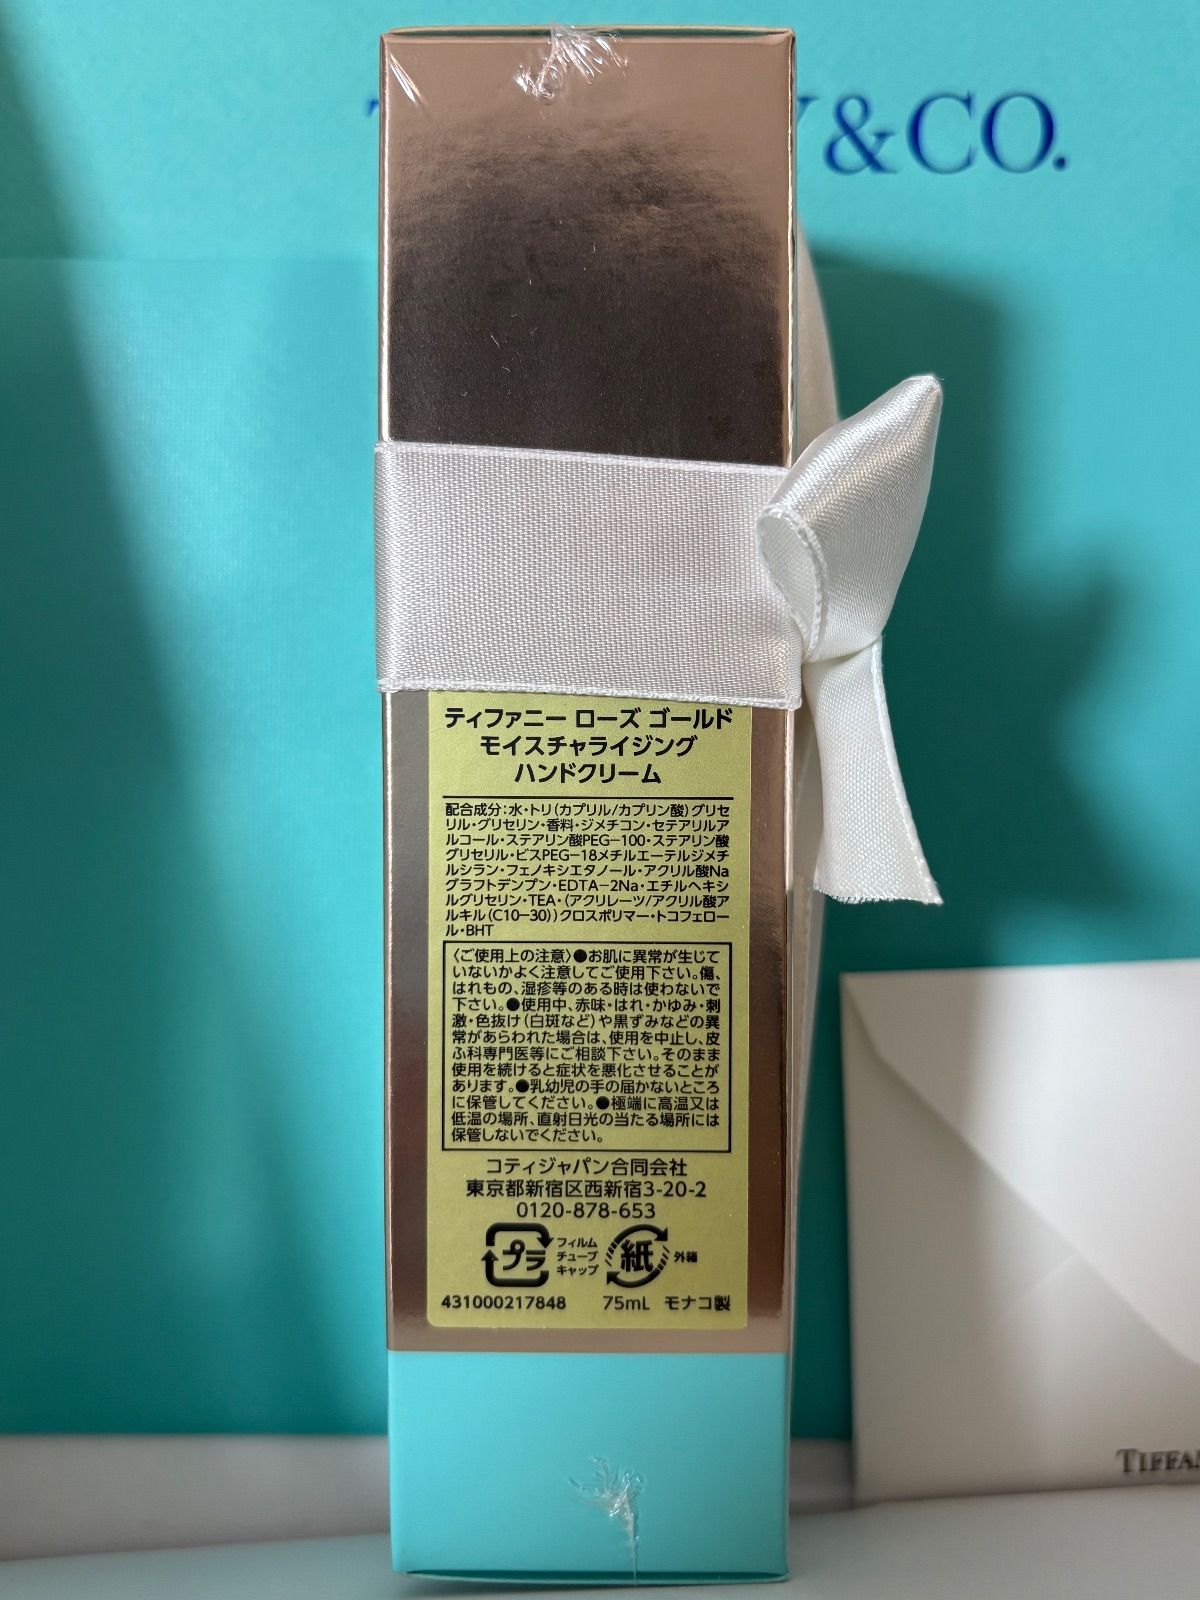 Y&CO.
ティファニー ローズ ゴールド
モイスチャライジング
ハンドクリーム
配合成分：水・トリ（カプリル/カプリン酸）グリセ
リル・グリセリン・香料・ジメチコン・セテアリルア
ルコール・ステアリン酸PEG－100・ステアリン酸
グリセリル・ビスPEG－18メチルエーテルジメチ
ルシラン・フェノキシエタノール・アクリル酸Na
グラフトデンプン・EDTA－2Na・エチルヘキシ
ルグリセリン・TEA・（アクリレーツ/アクリル酸ア
ルキル（C10－30））クロスポリマー・トコフェロー
ル・BHT
〈ご使用上の注意〉●お肌に異常が生じて
いないかよく注意してご使用下さい。傷、
はれもの、湿疹等のある時は使わないで
下さい。●使用中、赤味・はれ・かゆみ・刺
激・色抜け（白斑など）や黒ずみなどの異
常があらわれた場合は、使用を中止し、皮
ふ科専門医等にご相談下さい。そのまま
使用を続けると症状を悪化させることが
あります。●乳幼児の手の届かないところ
に保管してください。●極端に高温又は
低温の場所、直射日光の当たる場所には
保管しないでください。
コティジャパン合同会社
東京都新宿区西新宿3-20-2
0120-878-653
プラ
フィルム
チューブ
キャップ
紙
外箱
431000217848 75mL モナコ製
TIFFAN